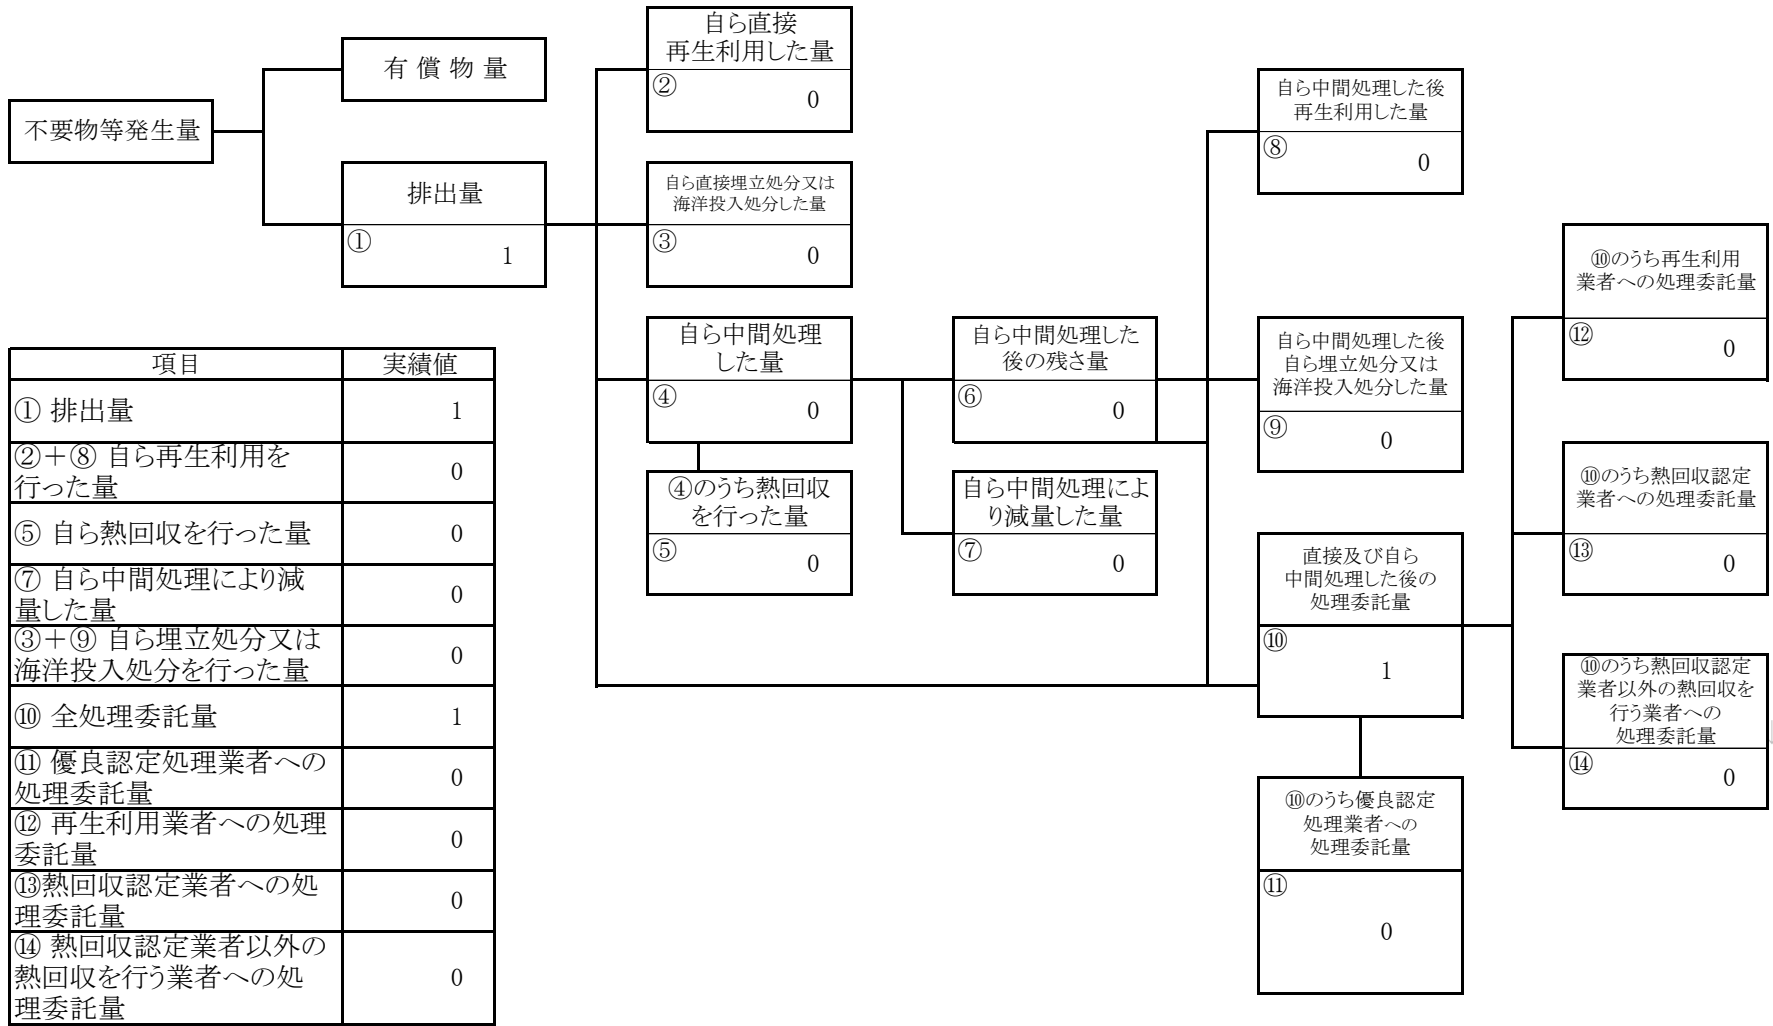 不要物等発生量
有 償 物 量
排出量
①
1
自ら直接
再生利用した量
②
0
自ら直接埋立処分又は
海洋投入処分した量
③
0
自ら中間処理
した量
④
0
④のうち熱回収
を行った量
⑤
0
自ら中間処理した
後の残さ量
⑥
0
自ら中間処理によ
り減量した量
⑦
0
自ら中間処理した後
再生利用した量
⑧
0
自ら中間処理した後
自ら埋立処分又は
海洋投入処分した量
⑨
0
直接及び自ら
中間処理した後の
処理委託量
⑩
1
⑩のうち優良認定
処理業者への
処理委託量
⑪
0
⑩のうち再生利用
業者への処理委託量
⑫
0
⑩のうち熱回収認定
業者への処理委託量
⑬
0
⑩のうち熱回収認定
業者以外の熱回収を
行う業者への
処理委託量
⑭
0
項目 実績値
① 排出量 1
②＋⑧ 自ら再生利用を
行った量 0
⑤ 自ら熱回収を行った量 0
⑦ 自ら中間処理により減
量した量 0
③＋⑨ 自ら埋立処分又は
海洋投入処分を行った量 0
⑩ 全処理委託量 1
⑪ 優良認定処理業者への
処理委託量 0
⑫ 再生利用業者への処理
委託量 0
⑬熱回収認定業者への処
理委託量 0
⑭ 熱回収認定業者以外の
熱回収を行う業者への処
理委託量 0